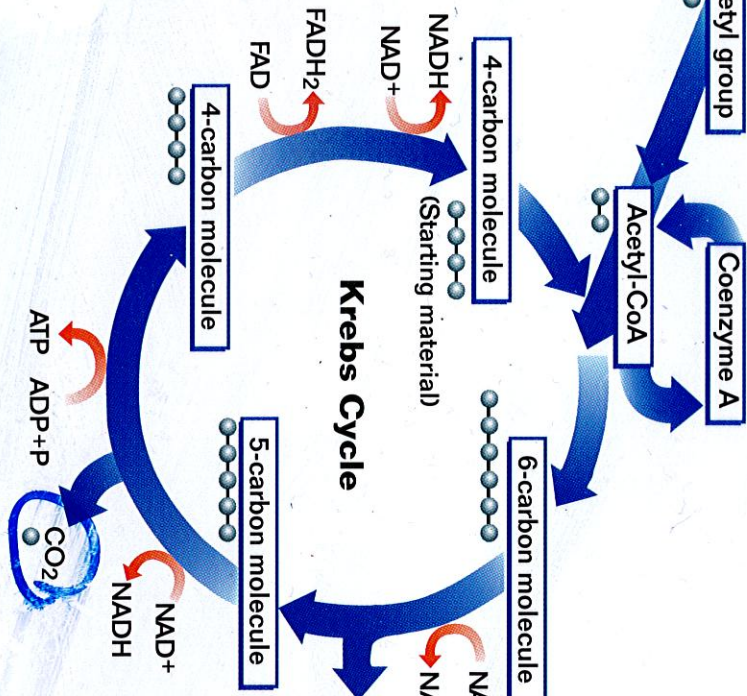 etyl group
Coenzyme A
Acetyl-CoA
4-carbon molecule
(Starting material)
6-carbon molecule
NADH
NAD+
FADH₂
FAD
Krebs Cycle
4-carbon molecule
5-carbon molecule
NAD+
NADH
ATP
ADP+P
CO₂